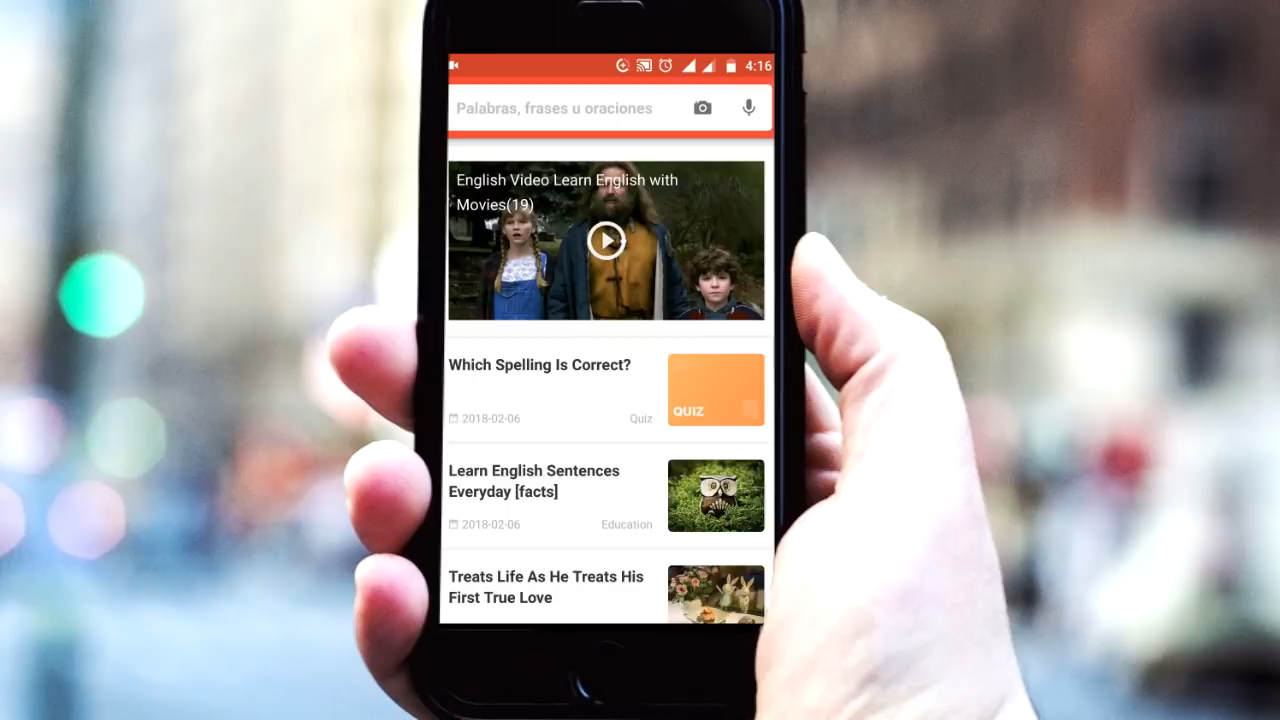 4:16
Palabras, frases u oraciones
English Video Learn English with
Movies(19)
Which Spelling Is Correct?
2018-02-06
Quiz
QUIZ
Learn English Sentences
Everyday [facts]
2018-02-06
Education
Treats Life As He Treats His
First True Love